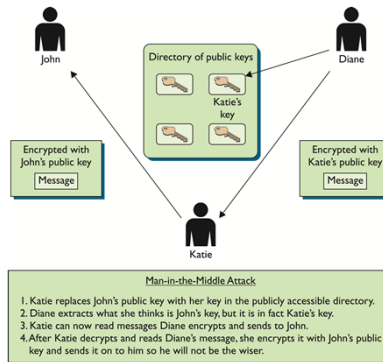 John
Directory of public keys
Diane
Katie's
key
Encrypted with
John's public key
Message
Encrypted with
Katie's public key
Message
Katie
Man-in-the-Middle Attack
1. Katie replaces John's public key with her key in the publicly accessible directory.
2. Diane extracts what she thinks is John's key, but it is in fact Katie's key.
3. Katie can now read messages Diane encrypts and sends to John.
4. After Katie decrypts and reads Diane's message, she encrypts it with John's public
key and sends it on to him so he will not be the wiser.